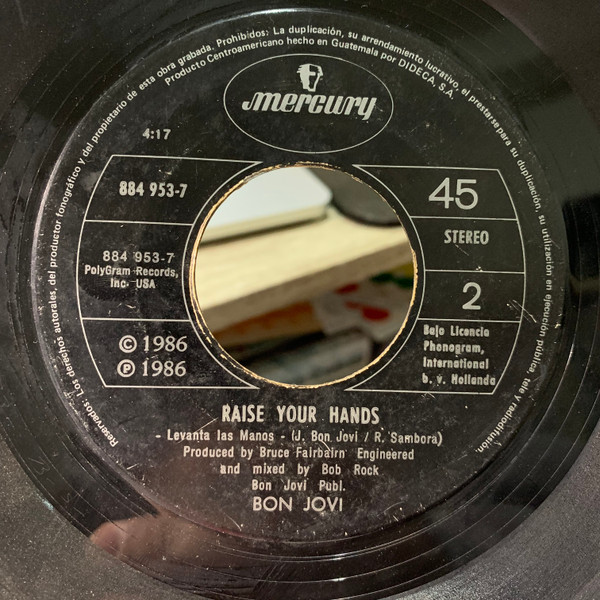 Reservados: Los derechos autorales, del productor fonográfico y del propietario de esta obra grabada. Prohibidos: La duplicación, su arrendamiento lucrativo, el prestarse para su duplicación, su utilización en ejecución pública, tele y radiodifusión.
Producto Centroamericano hecho en Guatemala por DIDECA, S.A.
mercury
4:17
884 953-7
45
STEREO
884 953-7
PolyGram Records,
Inc. USA
2
© 1986
℗ 1986
Bajo Licencia
Phonogram,
International
b. v. Hollanda
RAISE YOUR HANDS
- Levanta las Manos - (J. Bon Jovi / R. Sambora)
Produced by Bruce Fairbairn Engineered
and mixed by Bob Rock
Bon Jovi Publ.
BON JOVI